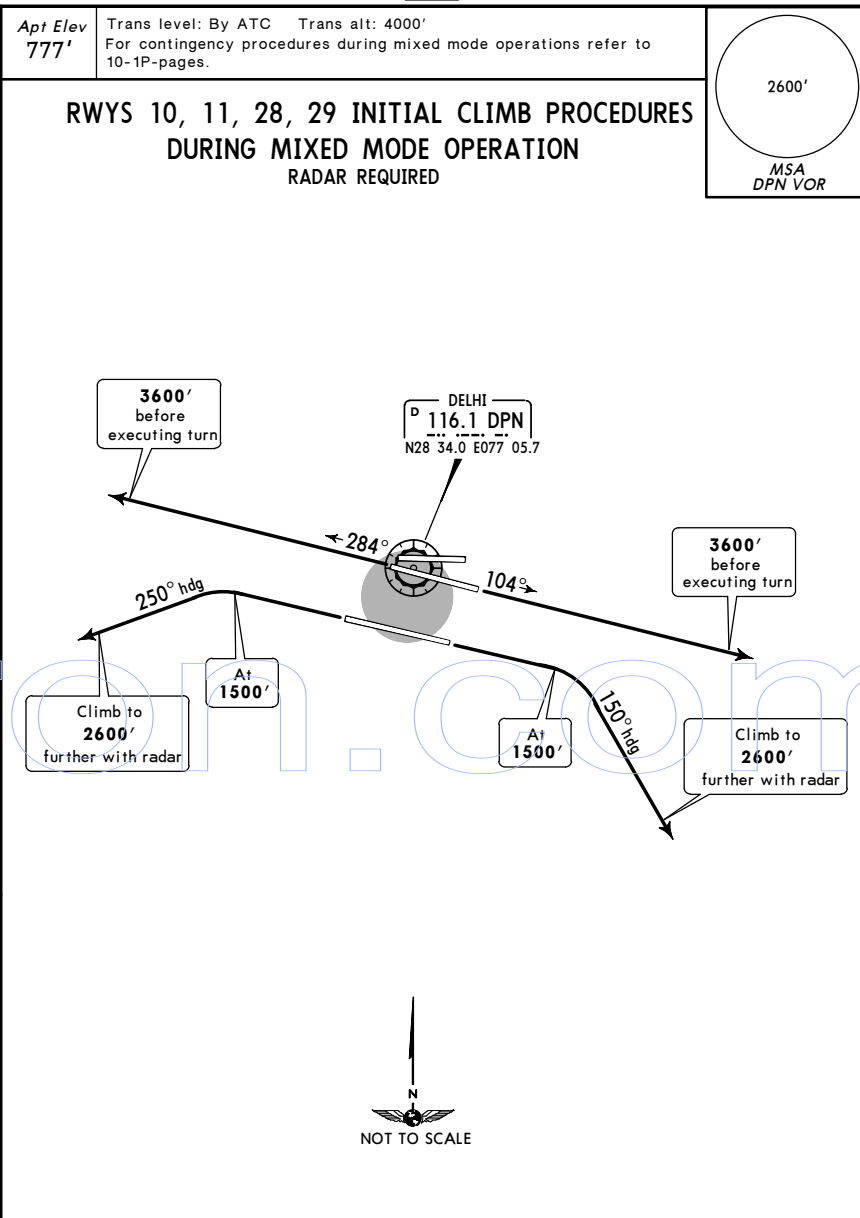 Apt Elev
777'
Trans level: By ATC Trans alt: 4000'
For contingency procedures during mixed mode operations refer to
10-1P-pages.
2600'
MSA
DPN VOR
RWYS 10, 11, 28, 29 INITIAL CLIMB PROCEDURES
DURING MIXED MODE OPERATION
RADAR REQUIRED
3600'
before
executing turn
DELHI
D 116.1 DPN
N28 34.0 E077 05.7
284°
104°
3600'
before
executing turn
250° hdg
At
1500'
Climb to
2600'
further with radar
150° hdg
At
1500'
Climb to
2600'
further with radar
on.com
N
NOT TO SCALE